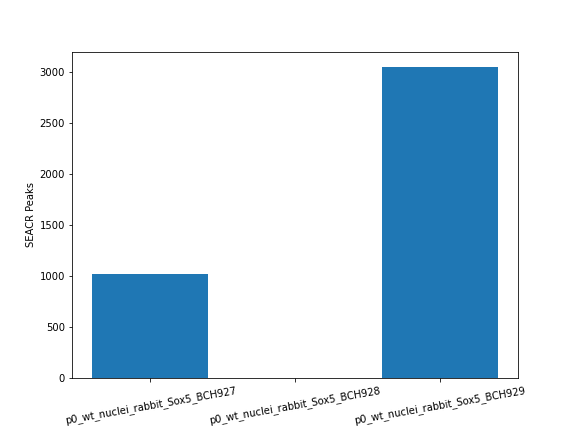 3000
2500
2000
1500
1000
500
0
SEACR Peaks
p0_wt_nuclei_rabbit_Sox5_BCH927
p0_wt_nuclei_rabbit_Sox5_BCH928
p0_wt_nuclei_rabbit_Sox5_BCH929